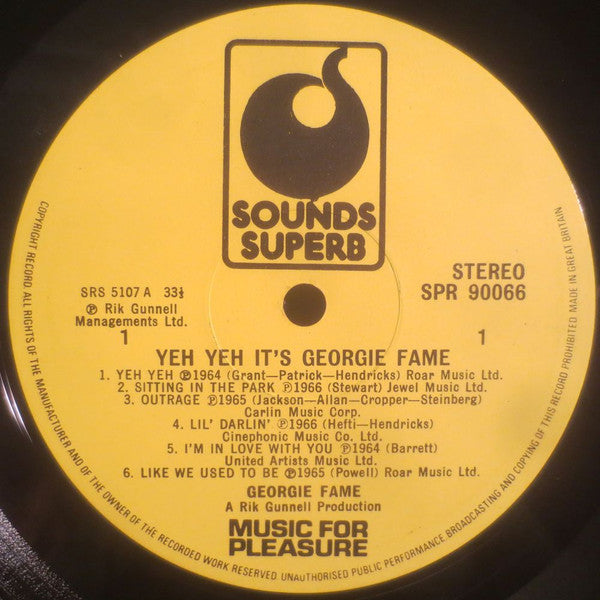 SOUNDS
SUPERB
STEREO
SPR 90066
SRS 5107 A 33⅓
Ⓟ Rik Gunnell
Managements Ltd.
1
1
YEH YEH IT'S GEORGIE FAME
1. YEH YEH Ⓟ1964 (Grant—Patrick—Hendricks) Roar Music Ltd.
2. SITTING IN THE PARK Ⓟ1966 (Stewart) Jewel Music Ltd.
3. OUTRAGE Ⓟ1965 (Jackson—Allan—Cropper—Steinberg)
Carlin Music Corp.
4. LIL' DARLIN' Ⓟ1966 (Hefti—Hendricks)
Cinephonic Music Co. Ltd.
5. I'M IN LOVE WITH YOU Ⓟ1964 (Barrett)
United Artists Music Ltd.
6. LIKE WE USED TO BE Ⓟ1965 (Powell) Roar Music Ltd.
GEORGIE FAME
A Rik Gunnell Production
MUSIC FOR
PLEASURE
COPYRIGHT RECORD. ALL RIGHTS OF THE MANUFACTURER AND OF THE OWNER OF THE RECORDED WORK RESERVED. UNAUTHORISED PUBLIC PERFORMANCE, BROADCASTING AND COPYING OF THIS RECORD PROHIBITED MADE IN GREAT BRITAIN